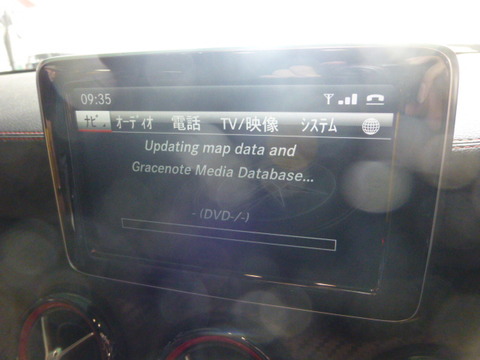 09:35
ナビ オーディオ 電話 TV/映像 システム
Updating map data and
Gracenote Media Database...
- (DVD-/-)